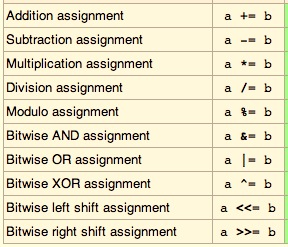 Addition assignment a += b
Subtraction assignment a -= b
Multiplication assignment a *= b
Division assignment a /= b
Modulo assignment a %= b
Bitwise AND assignment a &= b
Bitwise OR assignment a |= b
Bitwise XOR assignment a ^= b
Bitwise left shift assignment a <<= b
Bitwise right shift assignment a >>= b